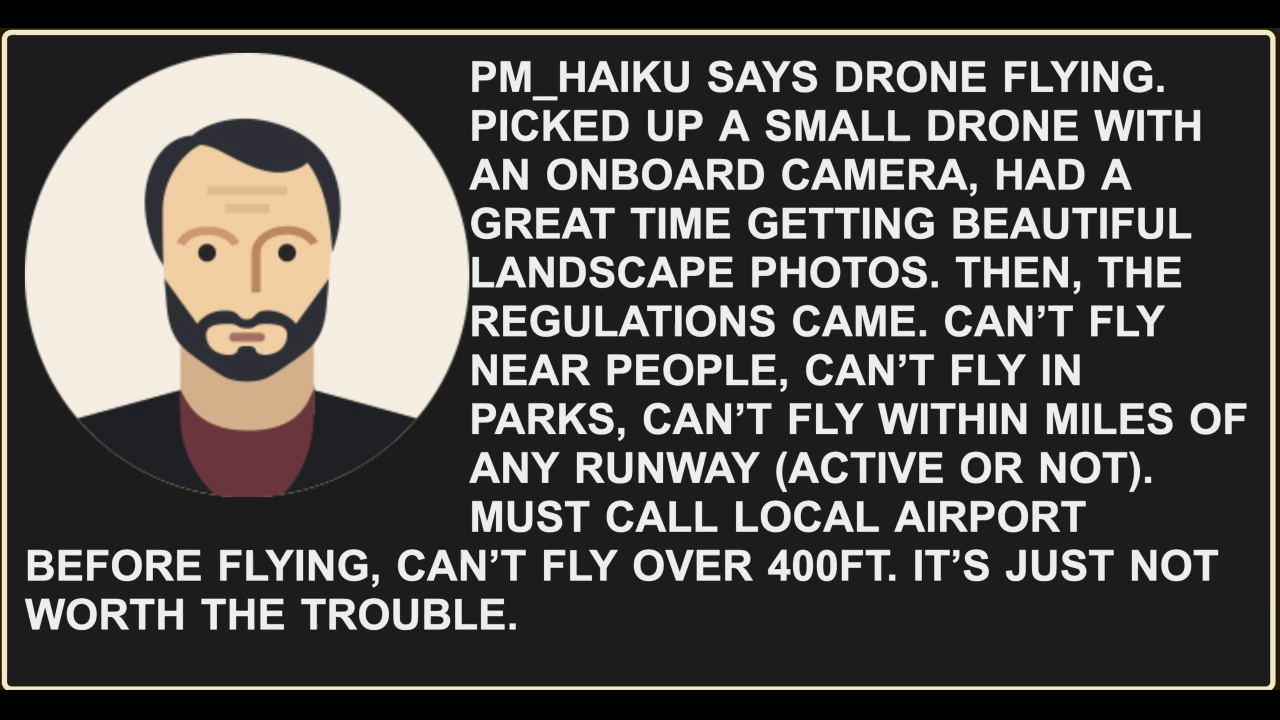 PM_HAIKU SAYS DRONE FLYING.
PICKED UP A SMALL DRONE WITH
AN ONBOARD CAMERA, HAD A
GREAT TIME GETTING BEAUTIFUL
LANDSCAPE PHOTOS. THEN, THE
REGULATIONS CAME. CAN’T FLY
NEAR PEOPLE, CAN’T FLY IN
PARKS, CAN’T FLY WITHIN MILES OF
ANY RUNWAY (ACTIVE OR NOT).
MUST CALL LOCAL AIRPORT
BEFORE FLYING, CAN’T FLY OVER 400FT. IT’S JUST NOT
WORTH THE TROUBLE.